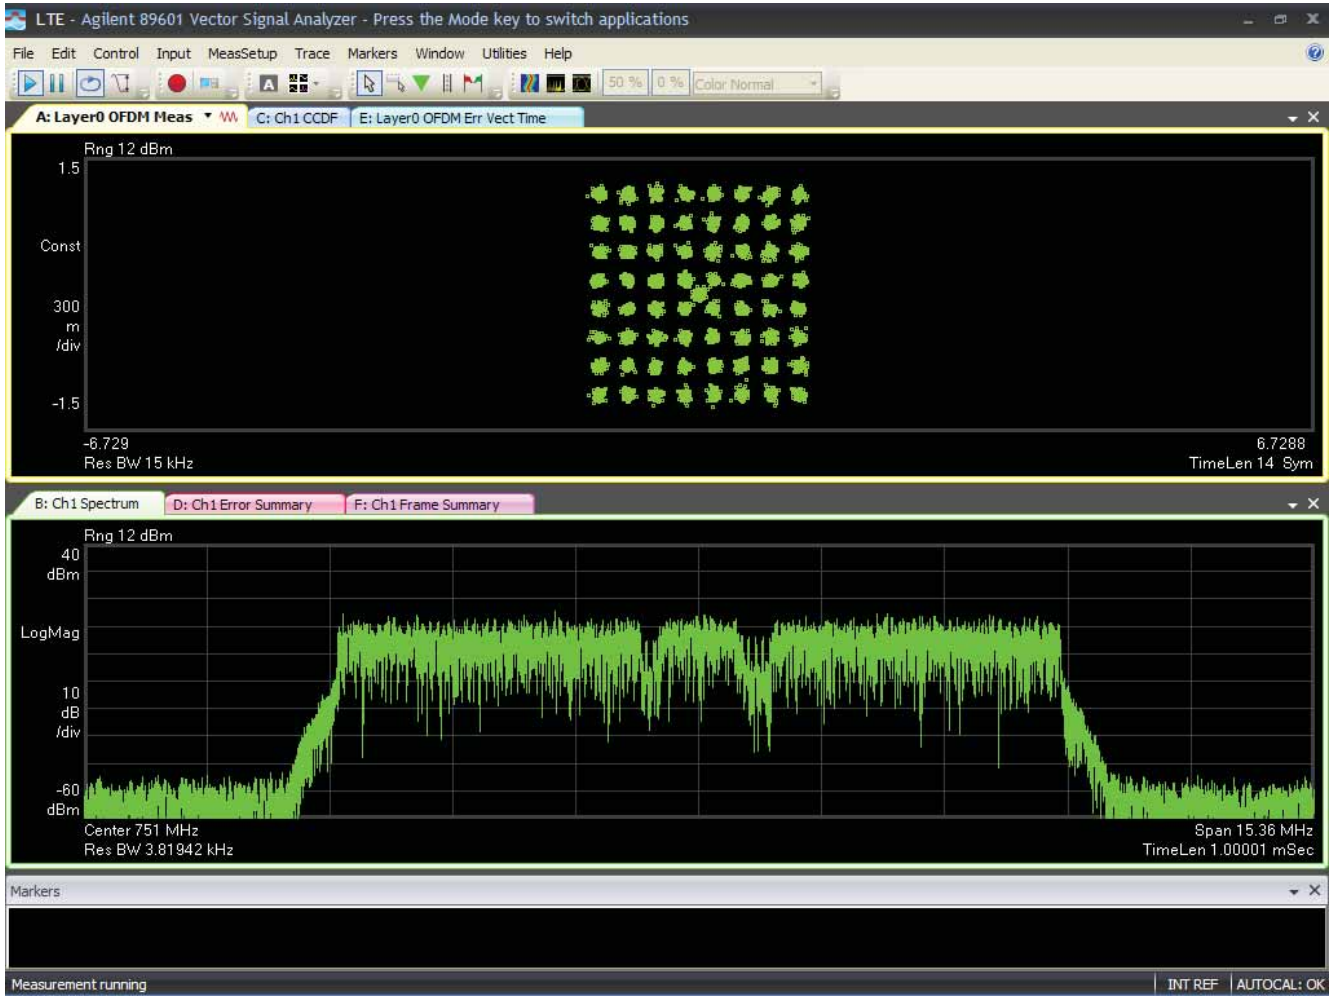 LTE - Agilent 89601 Vector Signal Analyzer - Press the Mode key to switch applications
File Edit Control Input MeasSetup Trace Markers Window Utilities Help
A 50 % 0 % Color Normal
A: Layer0 OFDM Meas C: Ch1 CCDF E: Layer0 OFDM Err Vect Time
Rng 12 dBm
1.5
Const
300
m
/div
-1.5
-6.729 6.7288
Res BW 15 kHz TimeLen 14 Sym
B: Ch1 Spectrum D: Ch1 Error Summary F: Ch1 Frame Summary
Rng 12 dBm
40
dBm
LogMag
10
dB
/div
-60
dBm
Center 751 MHz Span 15.36 MHz
Res BW 3.81942 kHz TimeLen 1.00001 mSec
Markers
Measurement running INT REF AUTOCAL: OK